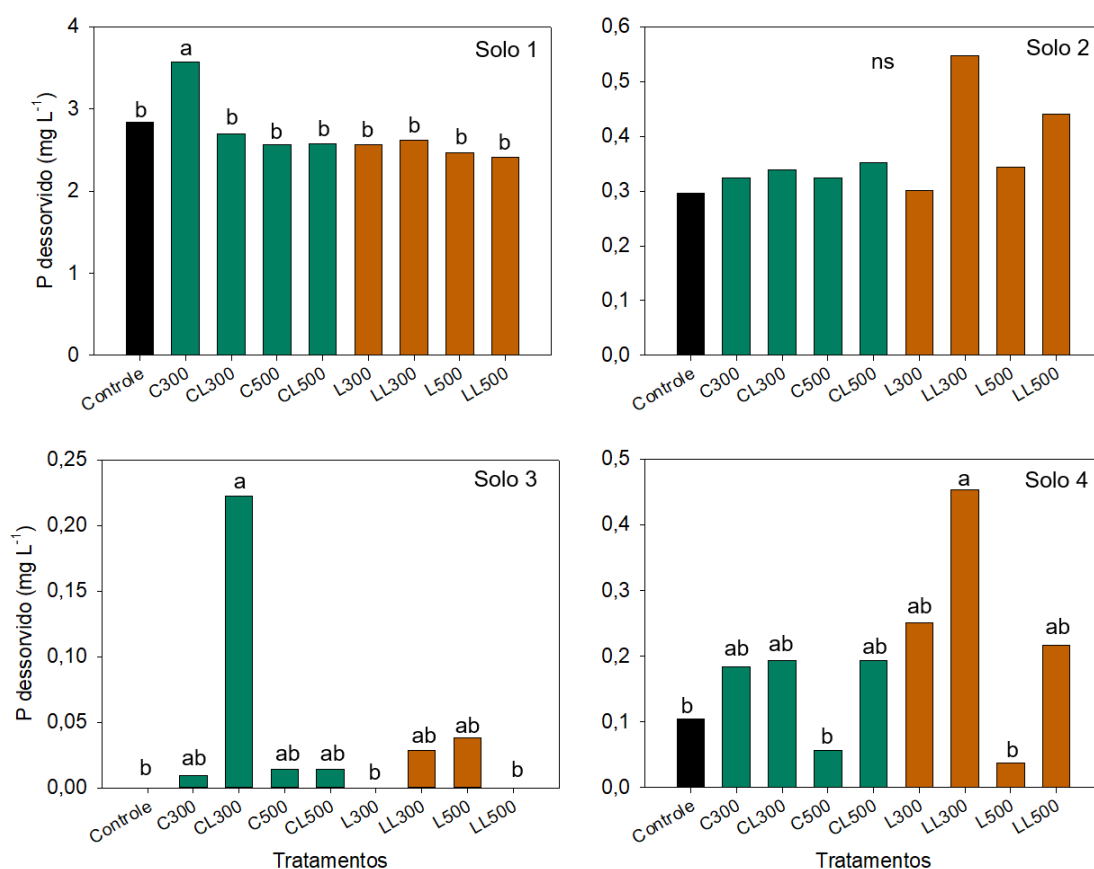 Solo 1
P dessorvido (mg L⁻¹)
4
3
2
1
0
b
a
b
b
b
b
b
b
b
Controle
C300
CL300
C500
CL500
L300
LL300
L500
LL500
Solo 2
ns
0,6
0,5
0,4
0,3
0,2
0,1
0,0
Controle
C300
CL300
C500
CL500
L300
LL300
L500
LL500
Solo 3
P dessorvido (mg L⁻¹)
0,25
0,20
0,15
0,10
0,05
0,00
b
ab
a
ab
ab
b
ab
ab
b
Controle
C300
CL300
C500
CL500
L300
LL300
L500
LL500
Tratamentos
Solo 4
0,5
0,4
0,3
0,2
0,1
0,0
b
ab
ab
b
ab
ab
a
b
ab
Controle
C300
CL300
C500
CL500
L300
LL300
L500
LL500
Tratamentos